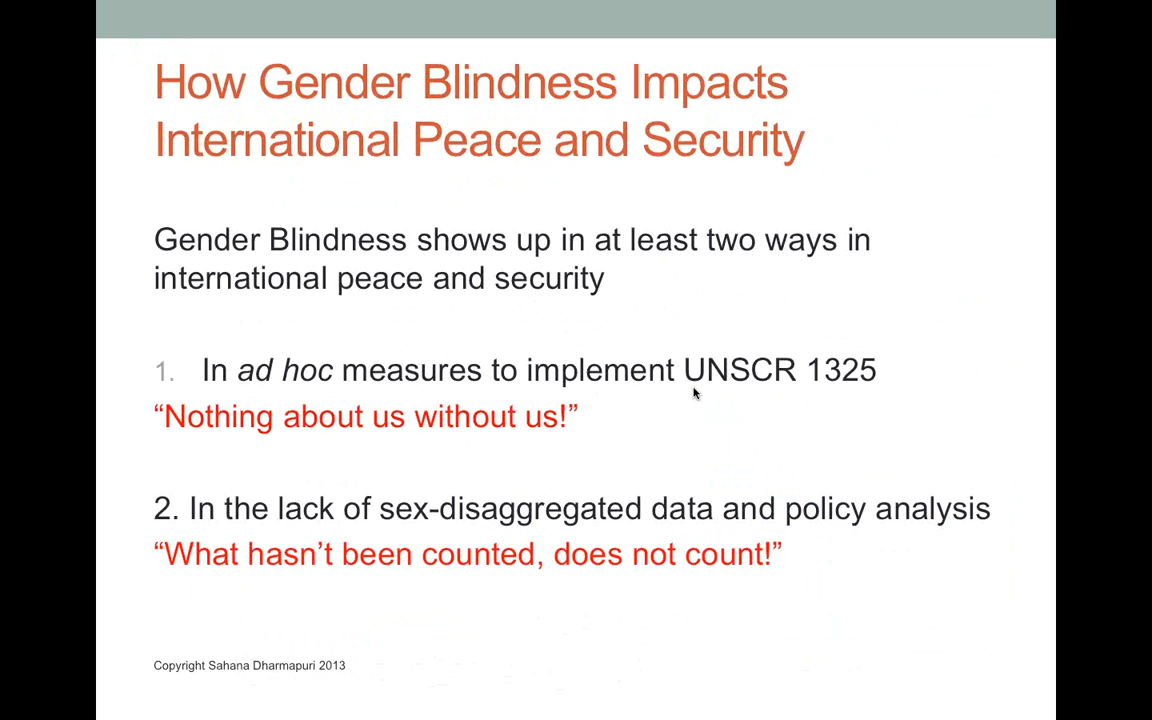 How Gender Blindness Impacts
International Peace and Security
Gender Blindness shows up in at least two ways in
international peace and security
1. In ad hoc measures to implement UNSCR 1325
“Nothing about us without us!”
2. In the lack of sex-disaggregated data and policy analysis
“What hasn’t been counted, does not count!”
Copyright Sahana Dharmapuri 2013